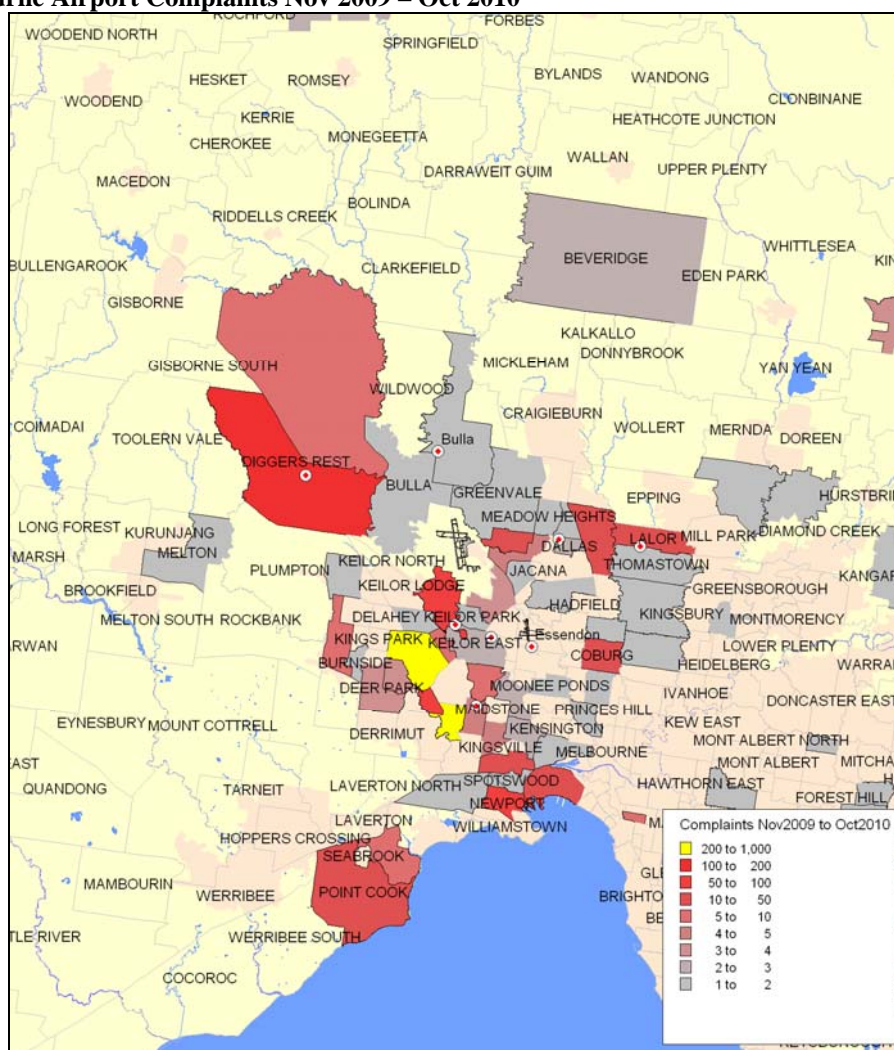 Airport Complaints Nov 2009 – Oct 2010
FORBES
WOODEND NORTH
SPRINGFIELD
HESKET
ROMSEY
BYLANDS
WANDONG
WOODEND
CLONBINANE
KERRIE
HEATHCOTE JUNCTION
CHEROKEE
MONEGEETTA
WALLAN
DARRAWEIT GUIM
UPPER PLENTY
MACEDON
BOLINDA
RIDDELLS CREEK
WHITTLESEA
BEVERIDGE
BULLENGAROOK
CLARKEFIELD
EDEN PARK
GISBORNE
KALKALLO
MICKLEHAM
DONNYBROOK
GISBORNE SOUTH
YAN YEAN
WILDWOOD
CRAIGIEBURN
COIMADAI
TOOLERN VALE
WOLLERT
MERNDA
Bulla
DOREEN
DIGGERS REST
BULLA
GREENVALE
EPPING
HURSTBRI
LONG FOREST
KURUNJANG
MEADOW HEIGHTS
LALOR
MILL PARK
DIAMOND CREEK
MARSH
MELTON
KEILOR NORTH
DALLAS
THOMASTOWN
PLUMPTON
JACANA
KANGAR
BROOKFIELD
KEILOR LODGE
GREENSBOROUGH
MELTON SOUTH
ROCKBANK
DELAHEY
KEILOR PARK
HADFIELD
KINGSBURY
MONTMORENCY
KINGS PARK
KEILOR EAST
Essendon
LOWER PLENTY
BURNSIDE
COBURG
HEIDELBERG
WARRA
DEER PARK
MOONEE PONDS
IVANHOE
DONCASTER EAST
EYNESBURY
MOUNT COTTRELL
MAIDSTONE
PRINCES HILL
KEW EAST
DERRIMUT
KENSINGTON
MONT ALBERT NORTH
KINGSVILLE
MELBOURNE
MONT ALBERT
MITCHA
QUANDONG
TARNEIT
LAVERTON NORTH
SPOTSWOOD
HAWTHORN EAST
FOREST HILL
NEWPORT
LAVERTON
WILLIAMSTOWN
HOPPERS CROSSING
SEABROOK
MAMBOURIN
WERRIBEE
POINT COOK
WERRIBEE SOUTH
COCOROC
Complaints Nov2009 to Oct2010
200 to 1,000
100 to 200
50 to 100
10 to 50
5 to 10
4 to 5
3 to 4
2 to 3
1 to 2